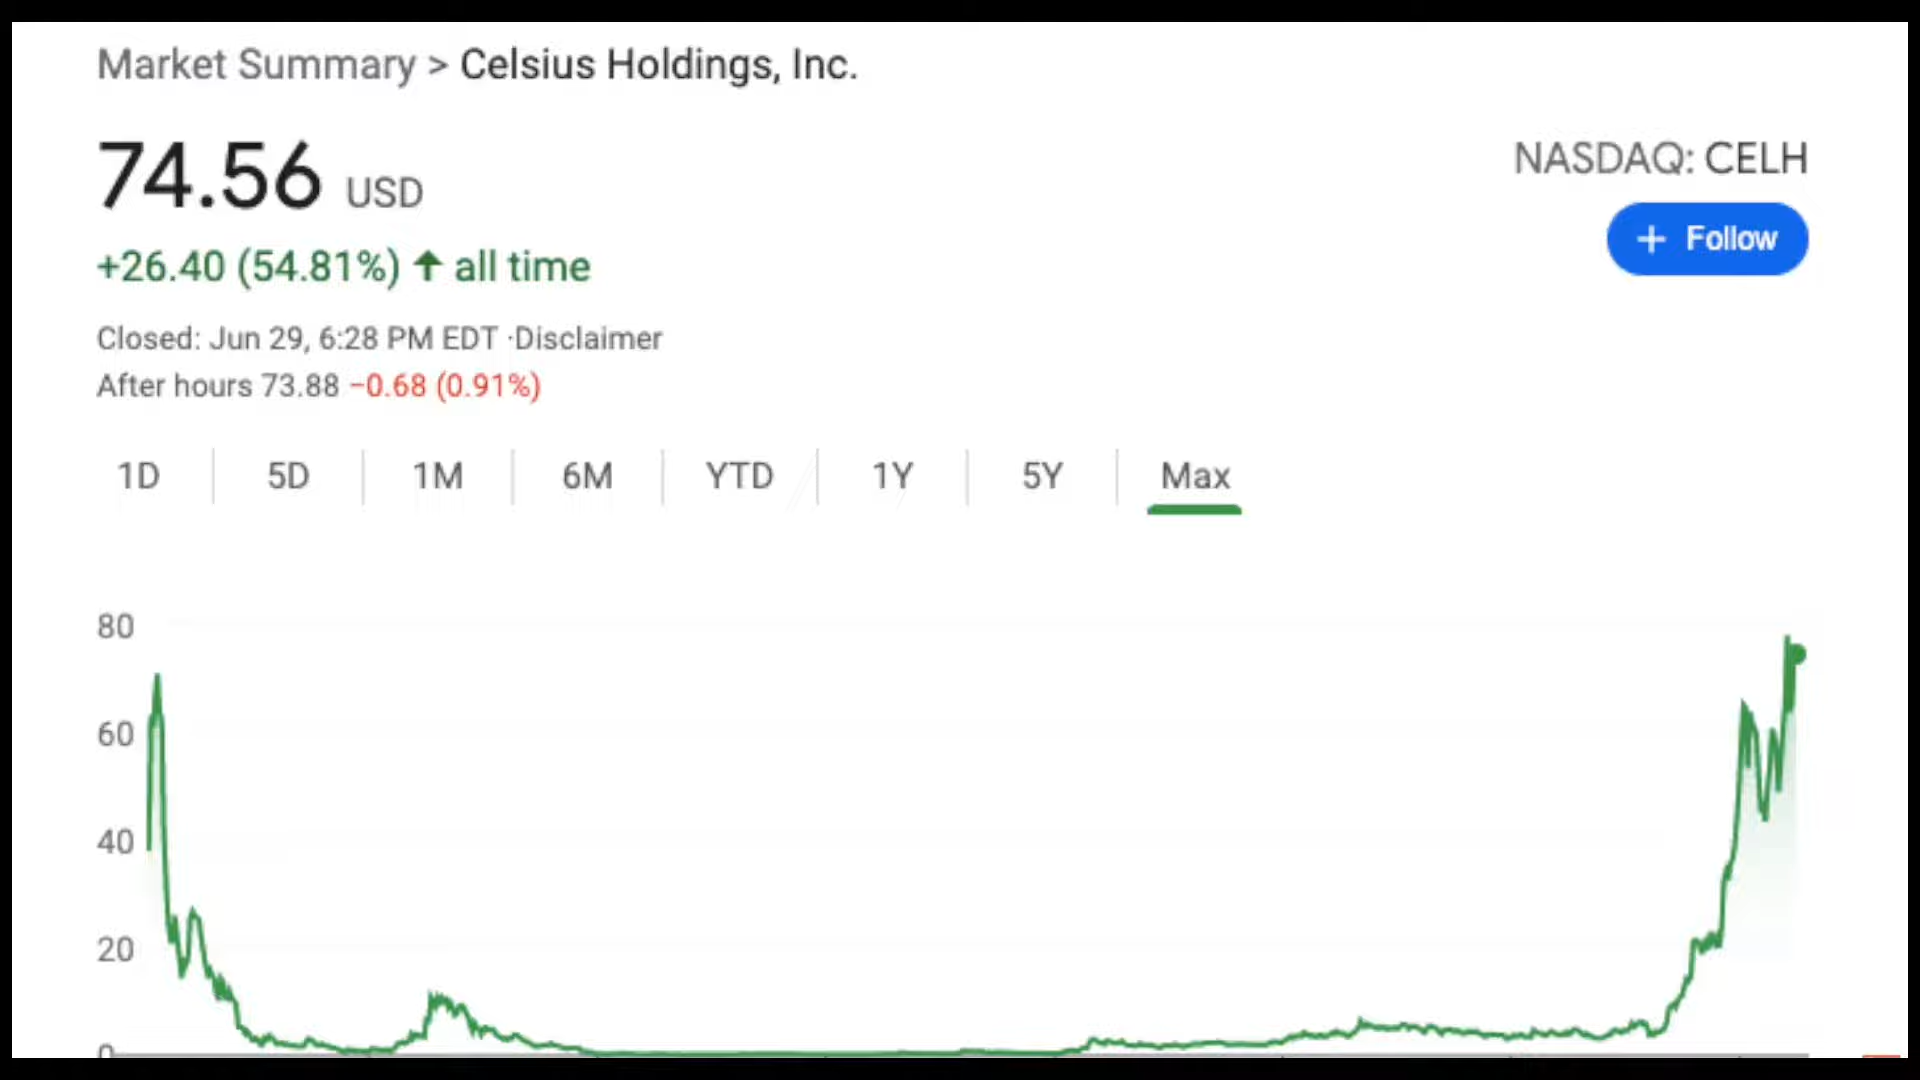 Market Summary > Celsius Holdings, Inc.
74.56 USD
NASDAQ: CELH
+ Follow
+26.40 (54.81%) ↑ all time
Closed: Jun 29, 6:28 PM EDT ·Disclaimer
After hours 73.88 −0.68 (0.91%)
1D 5D 1M 6M YTD 1Y 5Y Max
80
60
40
20
0